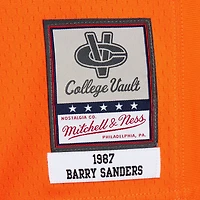 CV
College Vault
NOSTALGIA CO.
Mitchell & Ness
PHILADELPHIA, PA.
1987
BARRY SANDERS